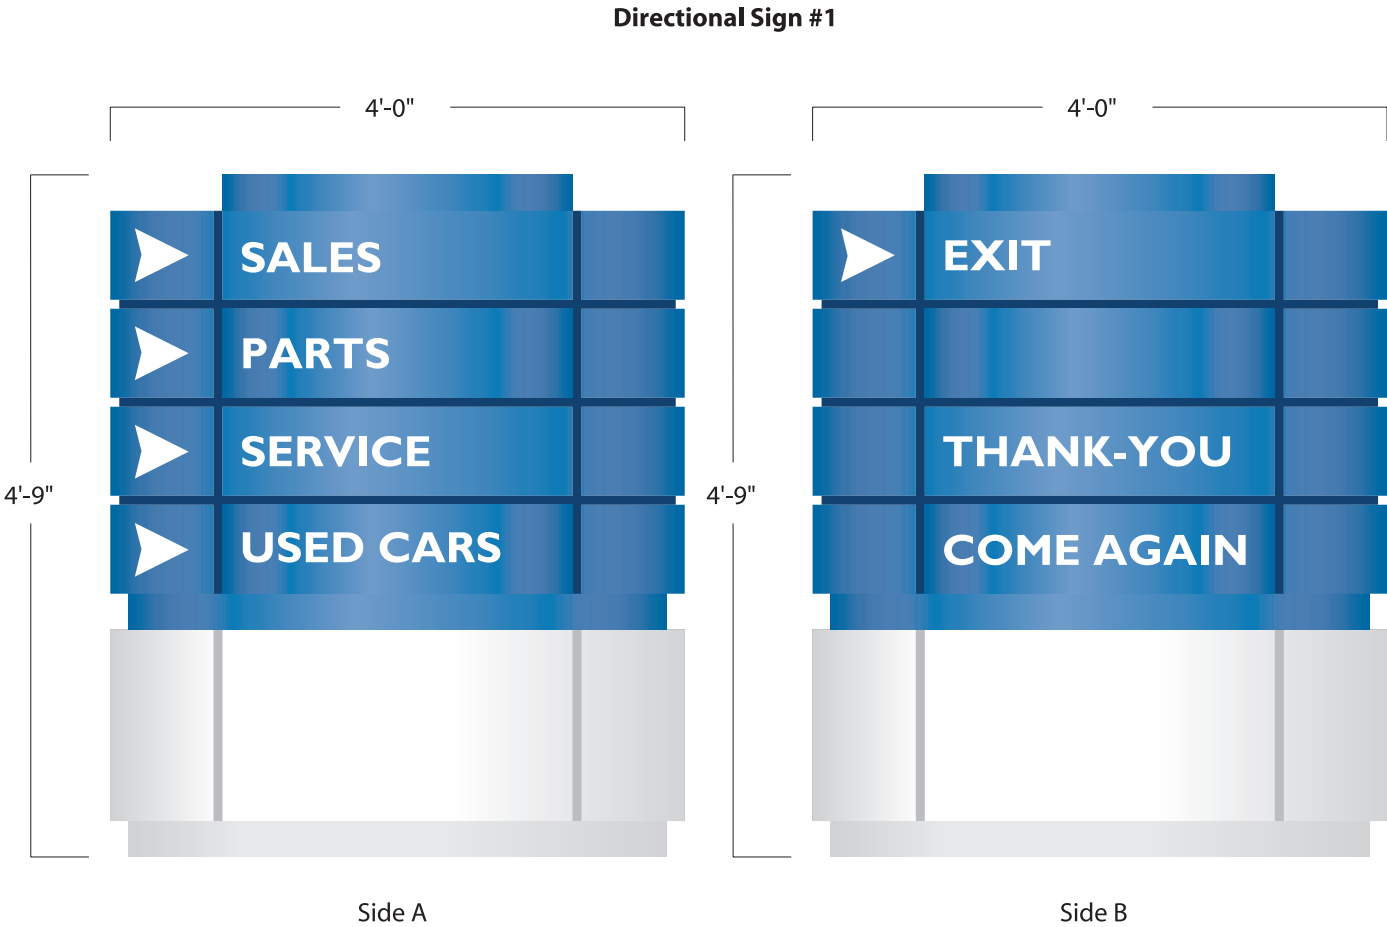 Directional Sign #1
4'-0"
4'-0"
SALES
PARTS
SERVICE
USED CARS
4'-9"
EXIT
THANK-YOU
COME AGAIN
4'-9"
Side A
Side B